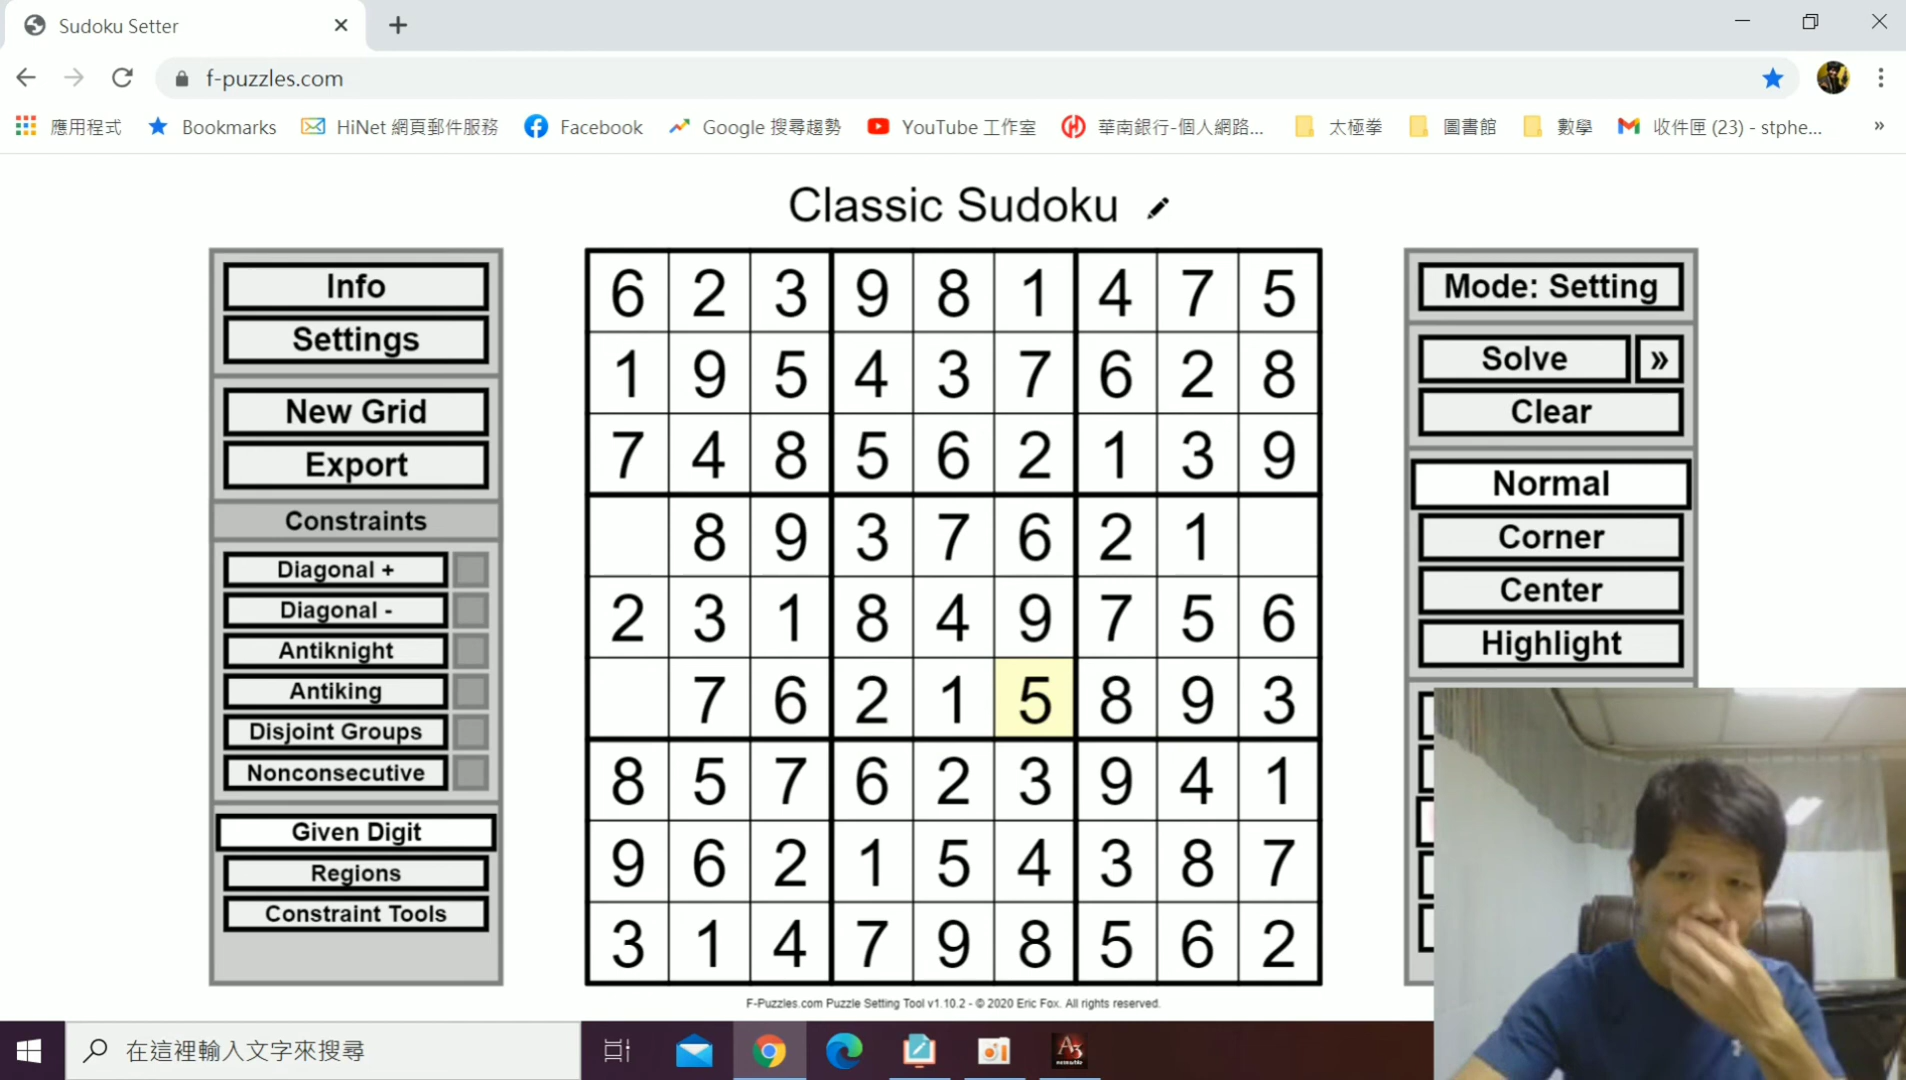 Sudoku Setter
f-puzzles.com
應用程式 Bookmarks HiNet 網頁郵件服務 Facebook Google 搜尋趨勢 YouTube 工作室 華南銀行-個人網路... 太極拳 圖書館 數學 收件匣 (23) - stphe... »
Classic Sudoku
Info
Settings
New Grid
Export
Constraints
Diagonal +
Diagonal -
Antiknight
Antiking
Disjoint Groups
Nonconsecutive
Given Digit
Regions
Constraint Tools
6 2 3 9 8 1 4 7 5
1 9 5 4 3 7 6 2 8
7 4 8 5 6 2 1 3 9
8 9 3 7 6 2 1
2 3 1 8 4 9 7 5 6
7 6 2 1 5 8 9 3
8 5 7 6 2 3 9 4 1
9 6 2 1 5 4 3 8 7
3 1 4 7 9 8 5 6 2
Mode: Setting
Solve »
Clear
Normal
Corner
Center
Highlight
F-Puzzles.com Puzzle Setting Tool v1.10.2 - © 2020 Eric Fox. All rights reserved.
在這裡輸入文字來搜尋